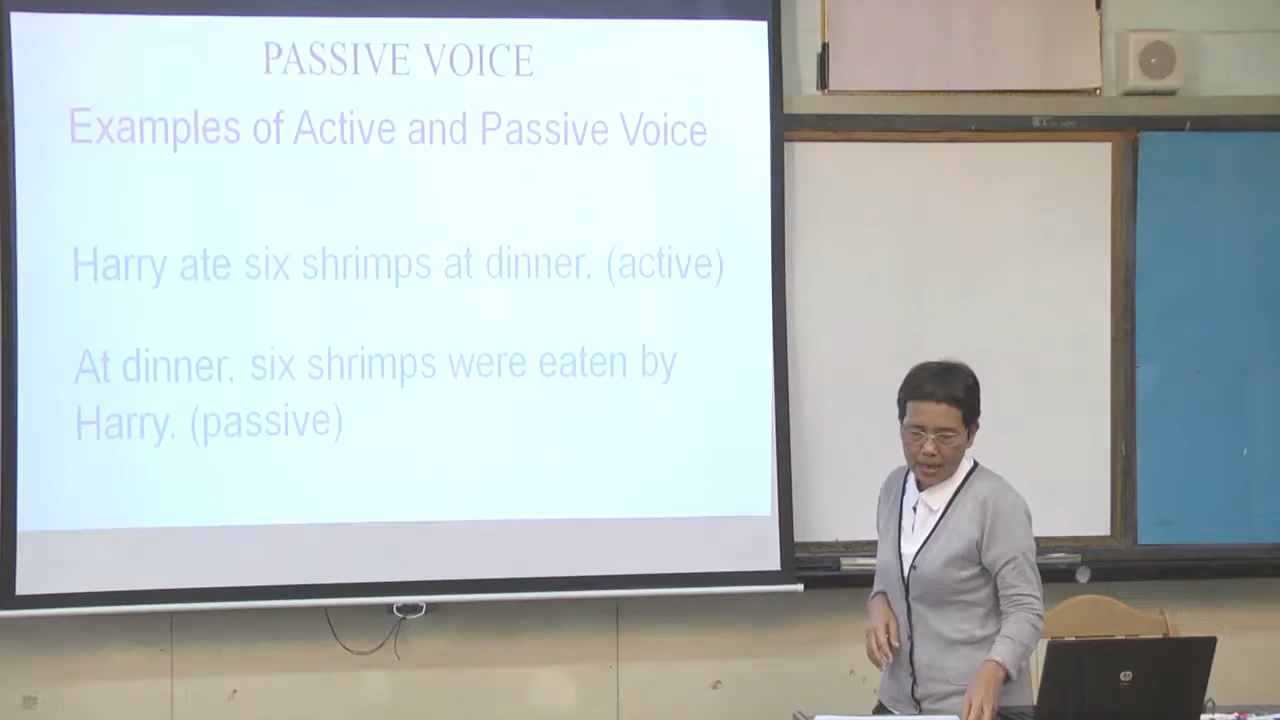 PASSIVE VOICE
Examples of Active and Passive Voice
Harry ate six shrimps at dinner. (active)
At dinner, six shrimps were eaten by
Harry. (passive)
hp